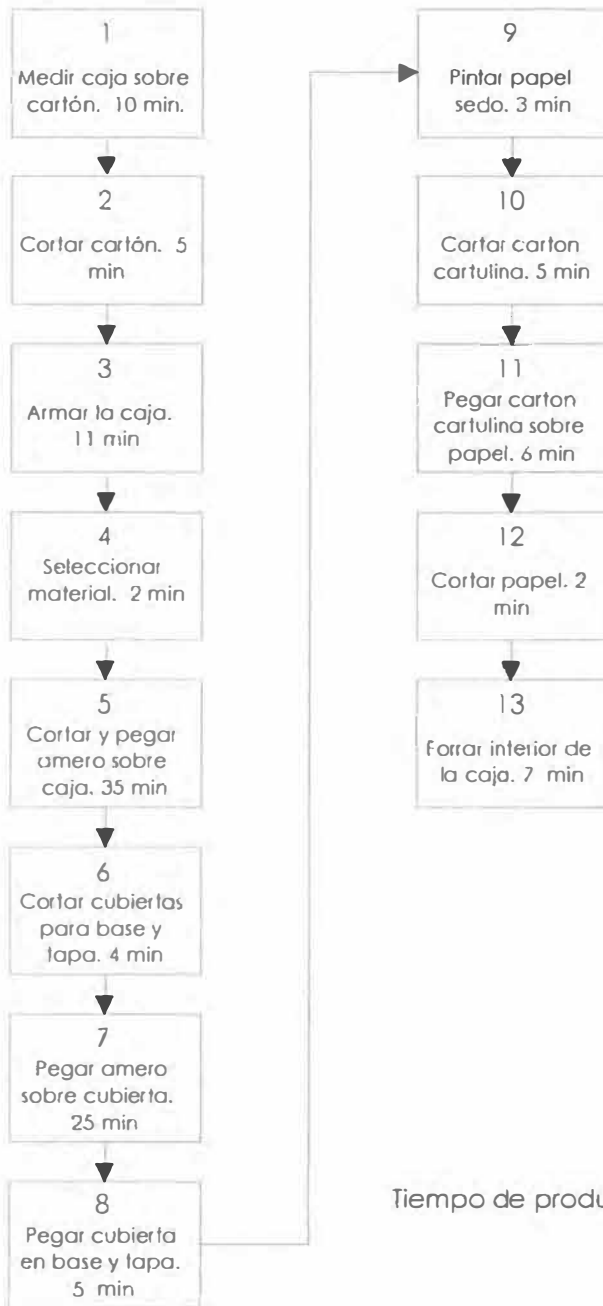 1
Medir caja sobre
cartón. 10 min.
2
Cortar cartón. 5
min
3
Armar la caja.
11 min
4
Seleccionar
material. 2 min
5
Cortar y pegar
amero sobre
caja. 35 min
6
Cortar cubiertas
para base y
tapa. 4 min
7
Pegar amero
sobre cubierta.
25 min
8
Pegar cubierta
en base y tapa.
5 min
9
Pintar papel
sedo. 3 min
10
Cartar carton
cartulina. 5 min
11
Pegar carton
cartulina sobre
papel. 6 min
12
Cortar papel. 2
min
13
Forrar interior de
la caja. 7 min
Tiempo de produ